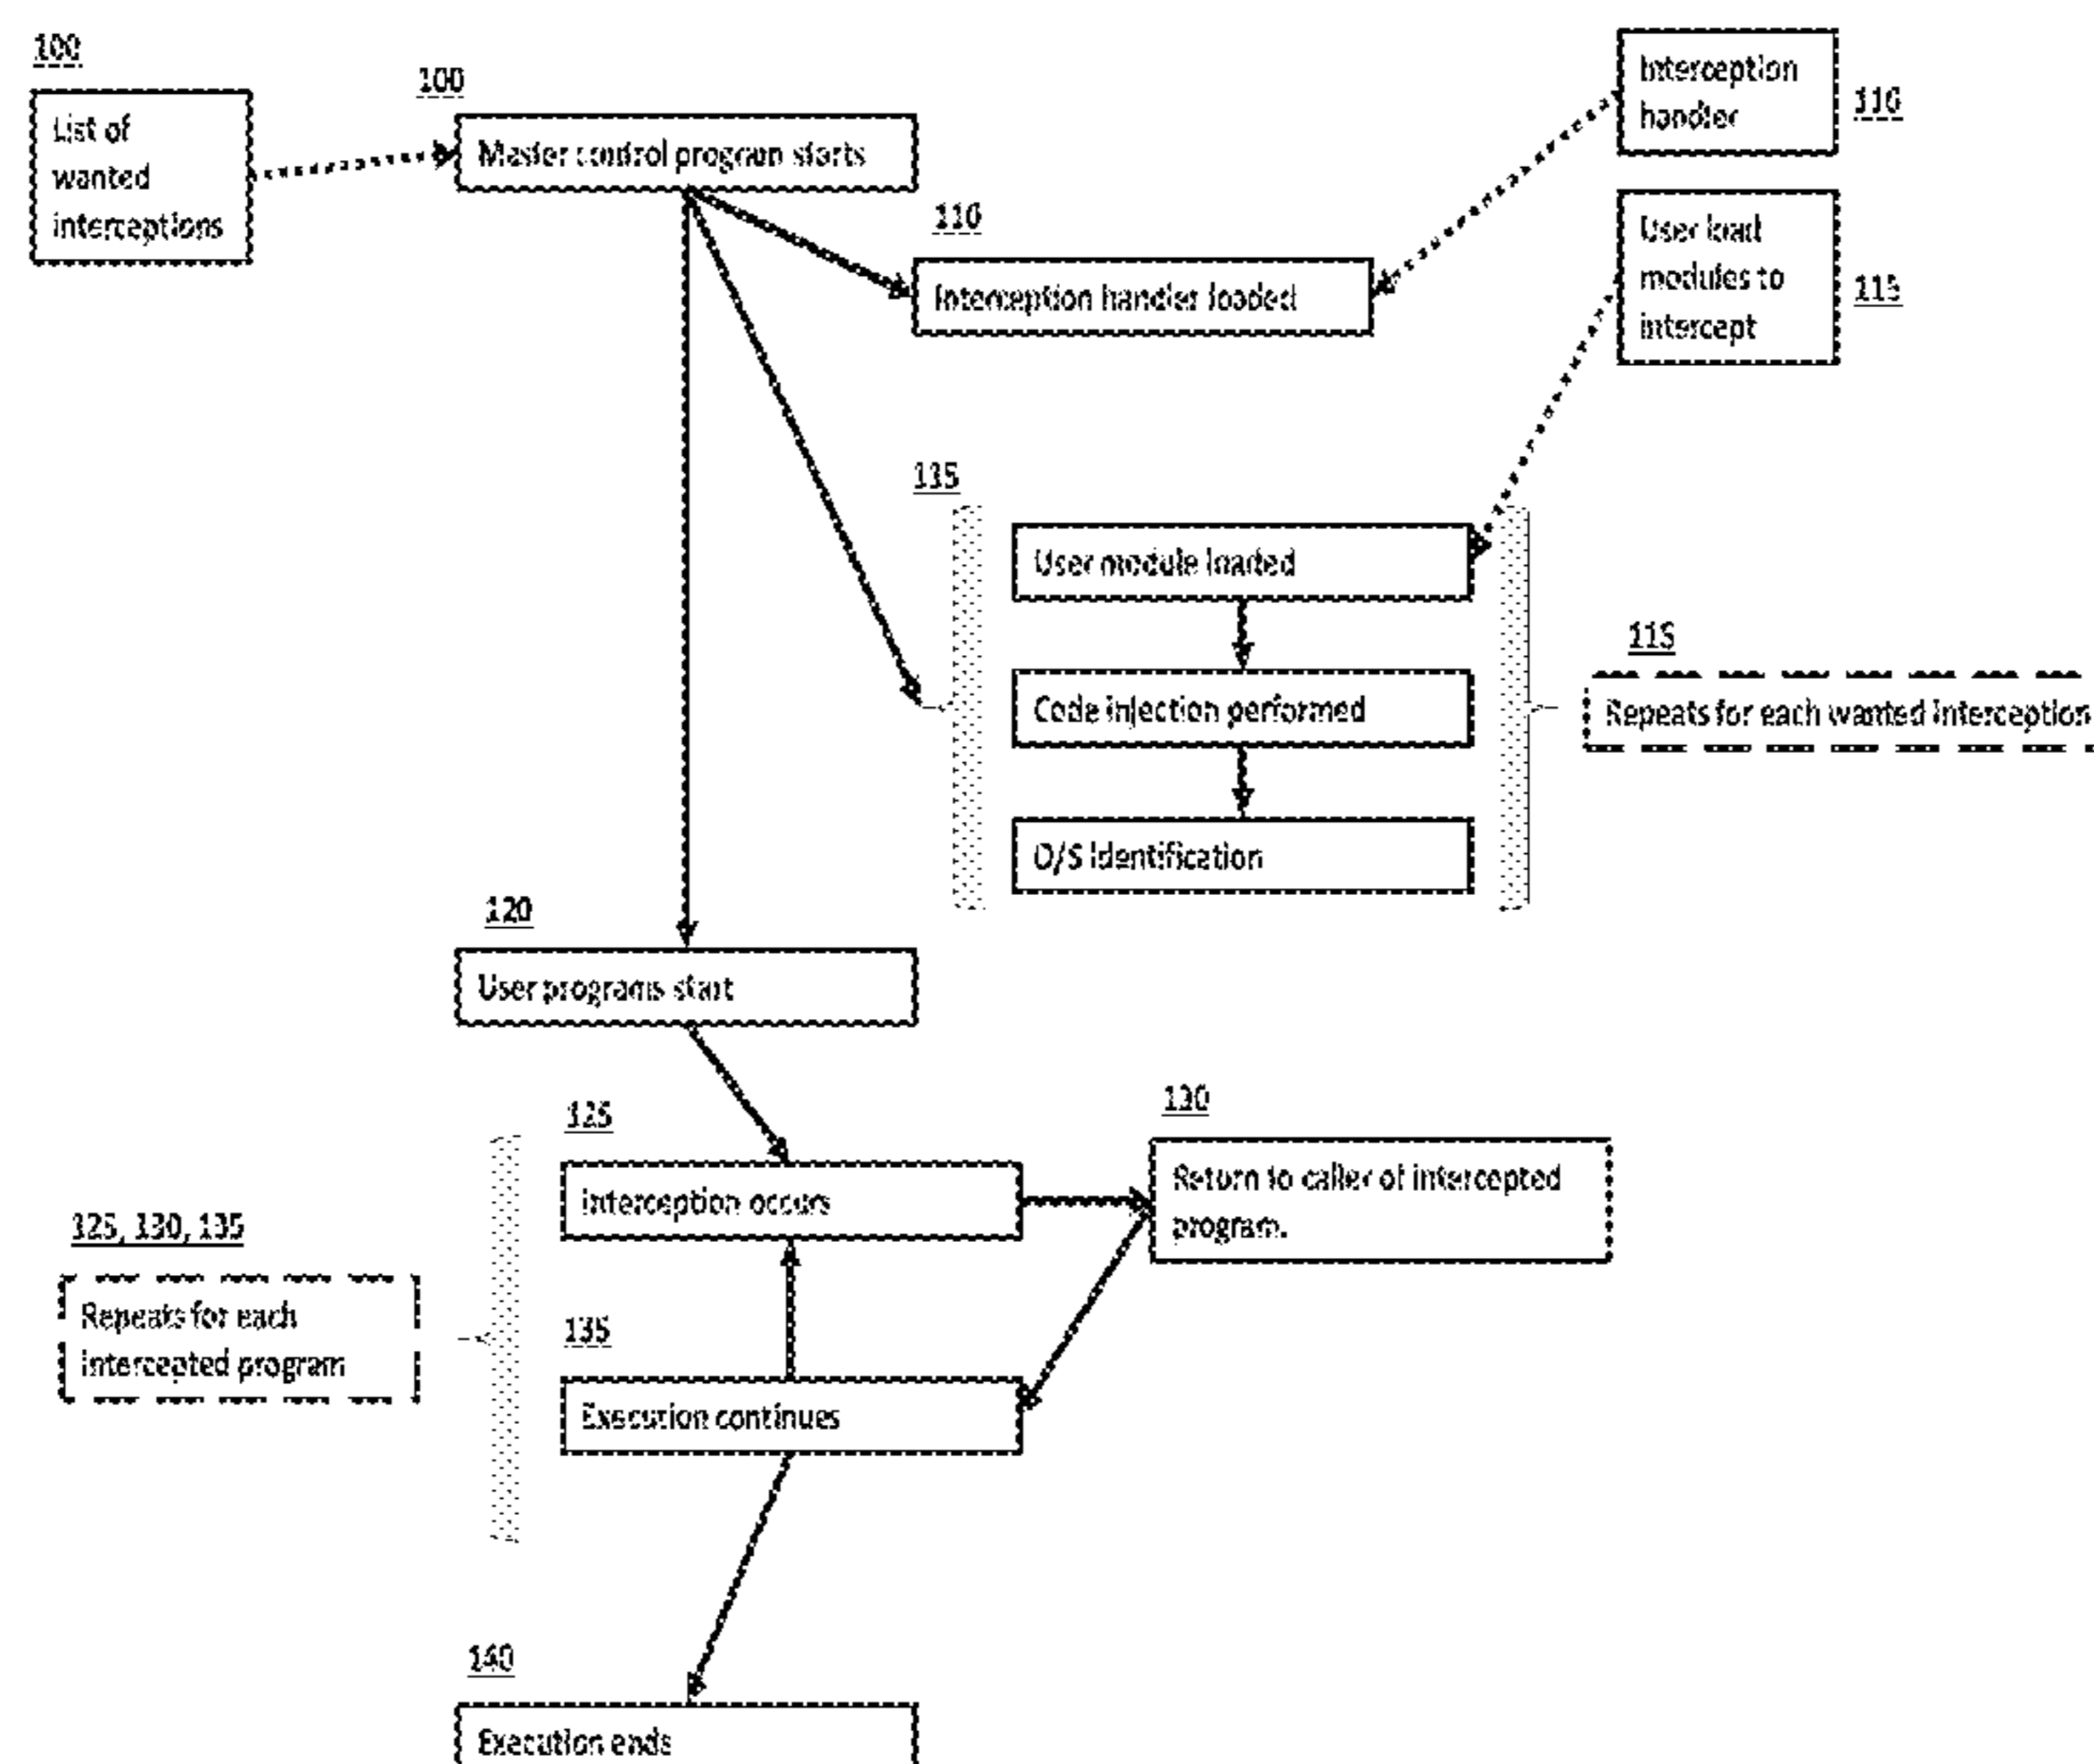 100
List of
wanted
interceptions
100
Master control program starts
110
Interception handler loaded
Interception
handler
110
User load
modules to
intercept
115
115
User module loaded
Code injection performed
O/S identification
115
Repeats for each wanted interception
120
User programs start
125
Interception occurs
130
Return to caller of intercepted
program.
125, 130, 135
Repeats for each
intercepted program
135
Execution continues
140
Execution ends